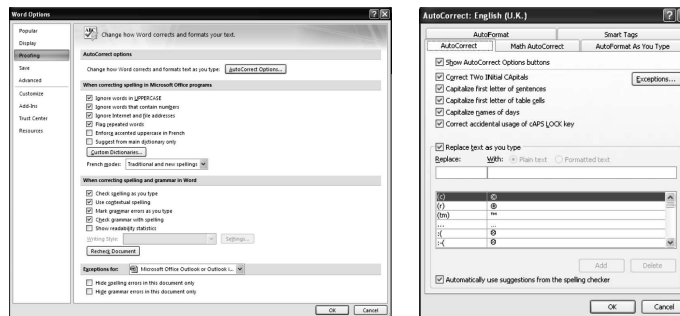 Word Options
Popular
Display
Proofing
Save
Advanced
Customize
Add-Ins
Trust Center
Resources
ABC
Change how Word corrects and formats your text.
AutoCorrect options
Change how Word corrects and formats text as you type: AutoCorrect Options...
When correcting spelling in Microsoft Office programs
Ignore words in UPPERCASE
Ignore words that contain numbers
Ignore Internet and file addresses
Flag repeated words
Enforce accented uppercase in French
Suggest from main dictionary only
Custom Dictionaries...
French modes: Traditional and new spellings
When correcting spelling and grammar in Word
Check spelling as you type
Use contextual spelling
Mark grammar errors as you type
Check grammar with spelling
Show readability statistics
Writing Style: Settings...
Recheck Document
Exceptions for: Microsoft Office Outlook or Outlook i...
Hide spelling errors in this document only
Hide grammar errors in this document only
OK Cancel
AutoCorrect: English (U.K.)
AutoFormat Smart Tags
AutoCorrect Math AutoCorrect AutoFormat As You Type
Show AutoCorrect Options buttons
Correct TWo INitial CApitals Exceptions...
Capitalize first letter of sentences
Capitalize first letter of table cells
Capitalize names of days
Correct accidental usage of cAPS LOCK key
Replace text as you type
Replace: With: Plain text Formatted text
(c) ©
(r) ®
(tm) ™
... ...
:( ☹
:-( ☹
Add Delete
Automatically use suggestions from the spelling checker
OK Cancel